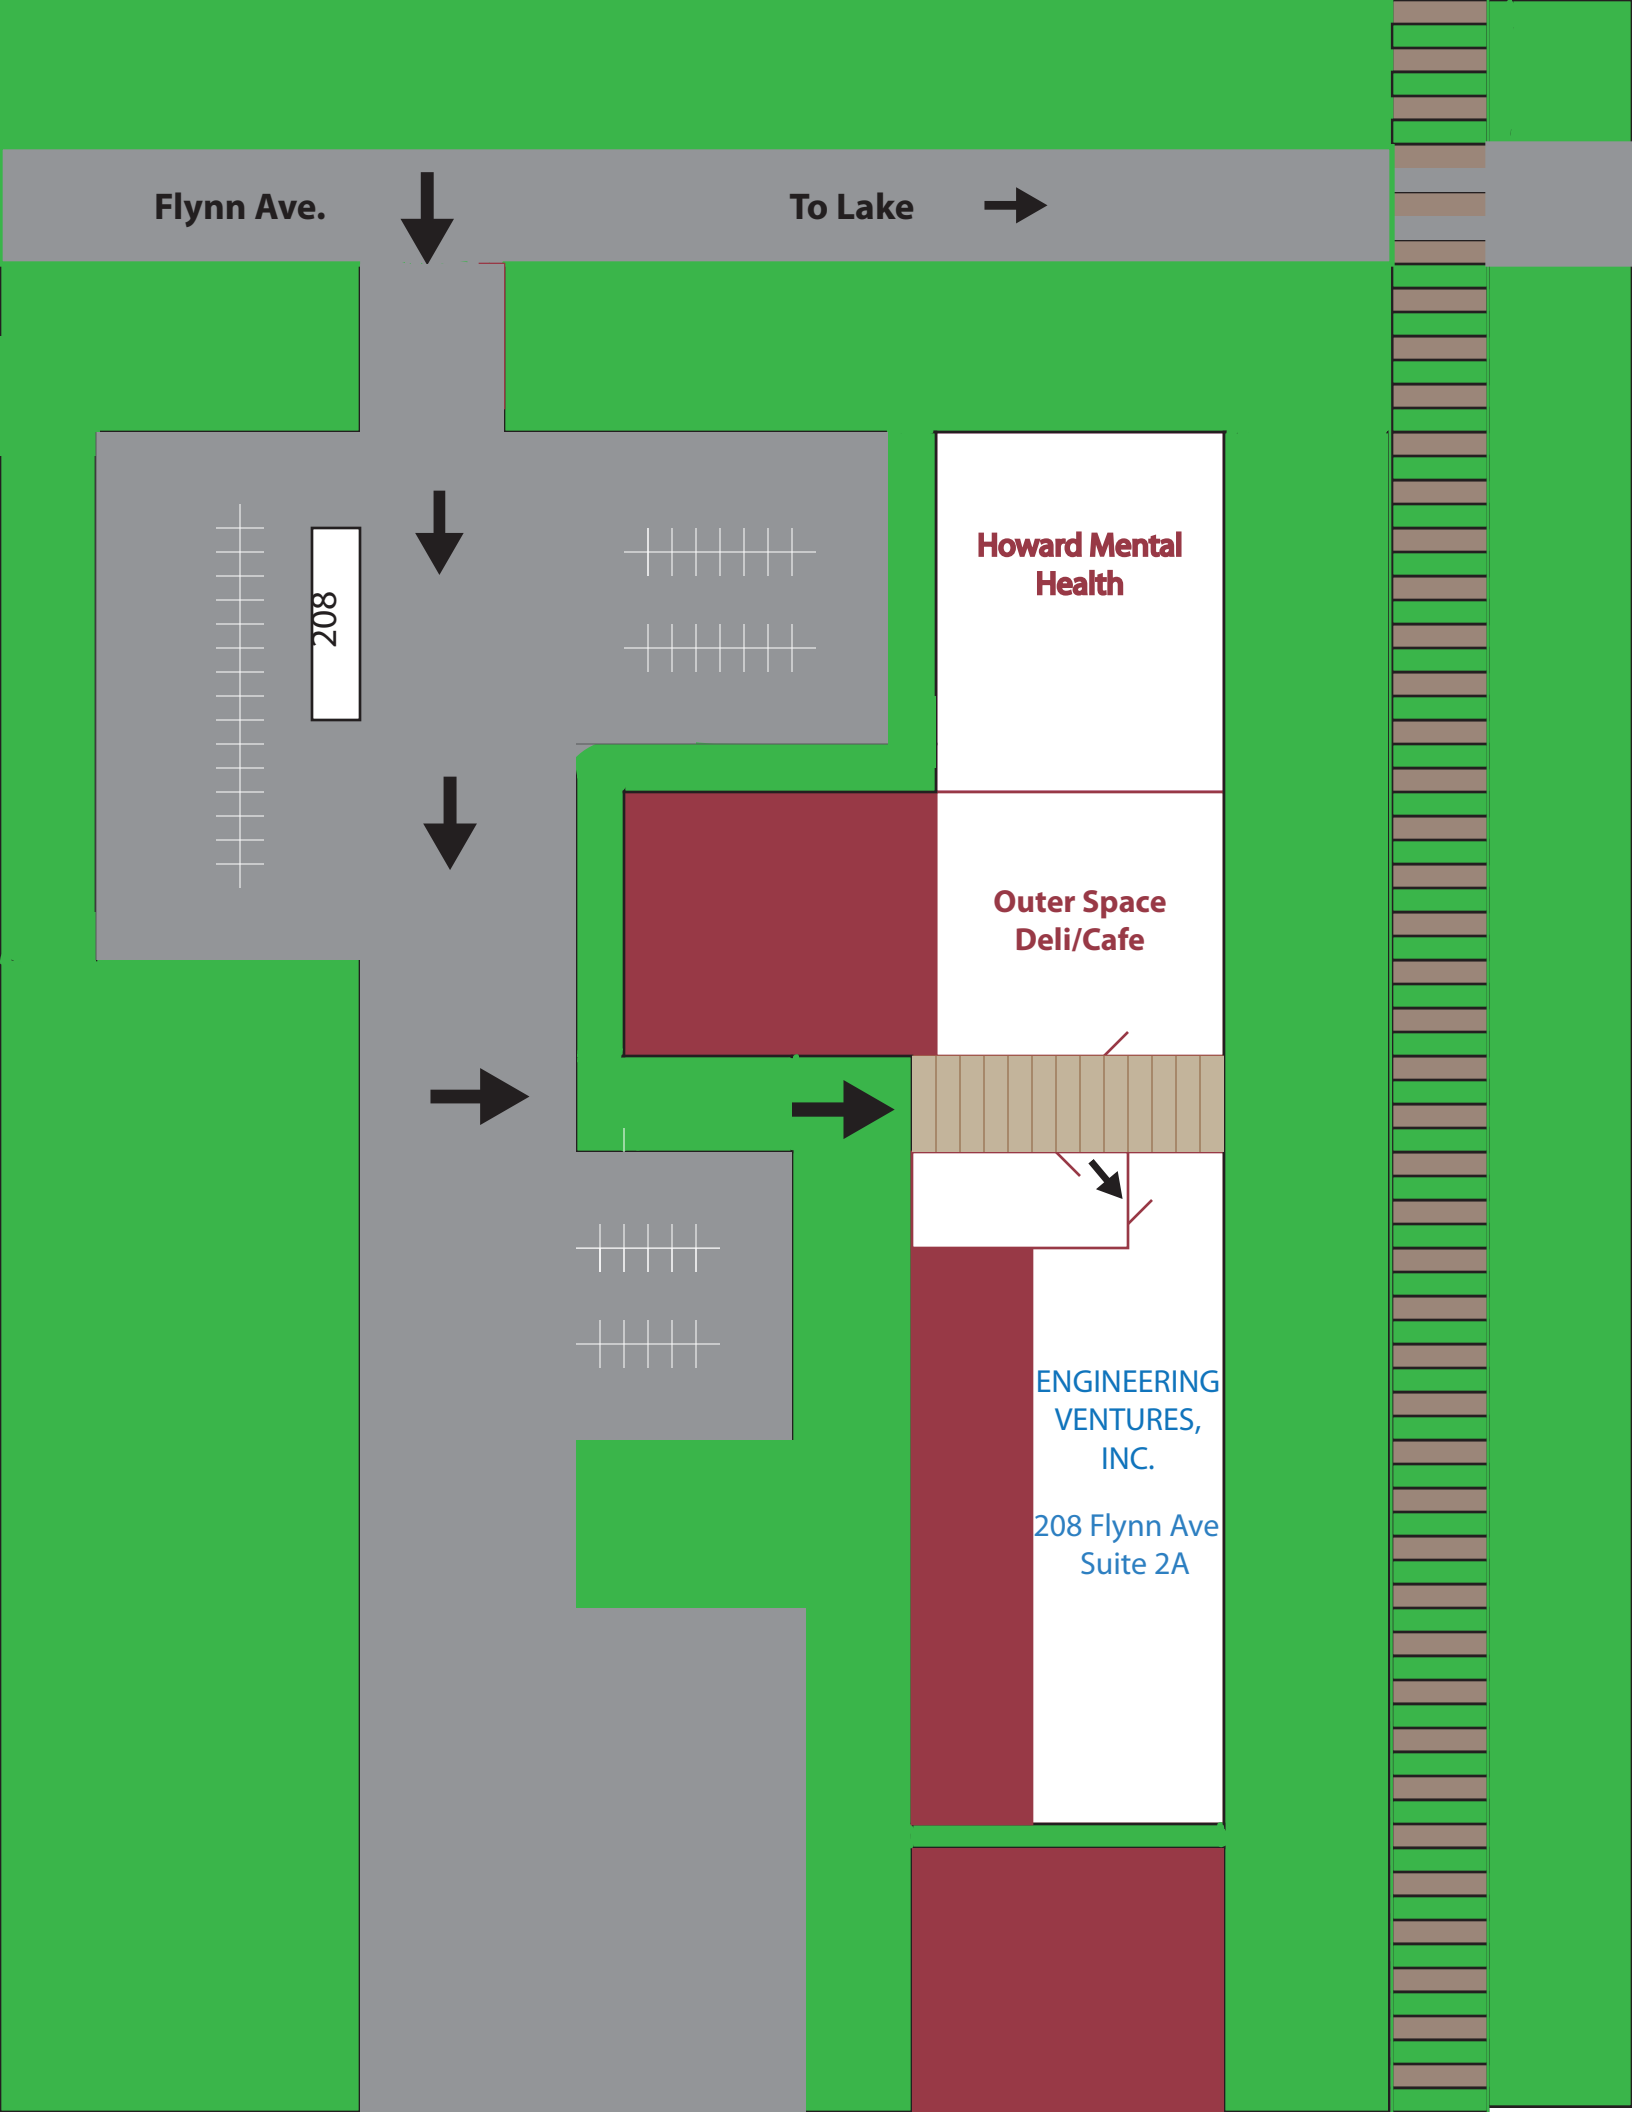 Flynn Ave.
To Lake
208
Howard Mental
Health
Outer Space
Deli/Cafe
ENGINEERING
VENTURES,
INC.
208 Flynn Ave
Suite 2A